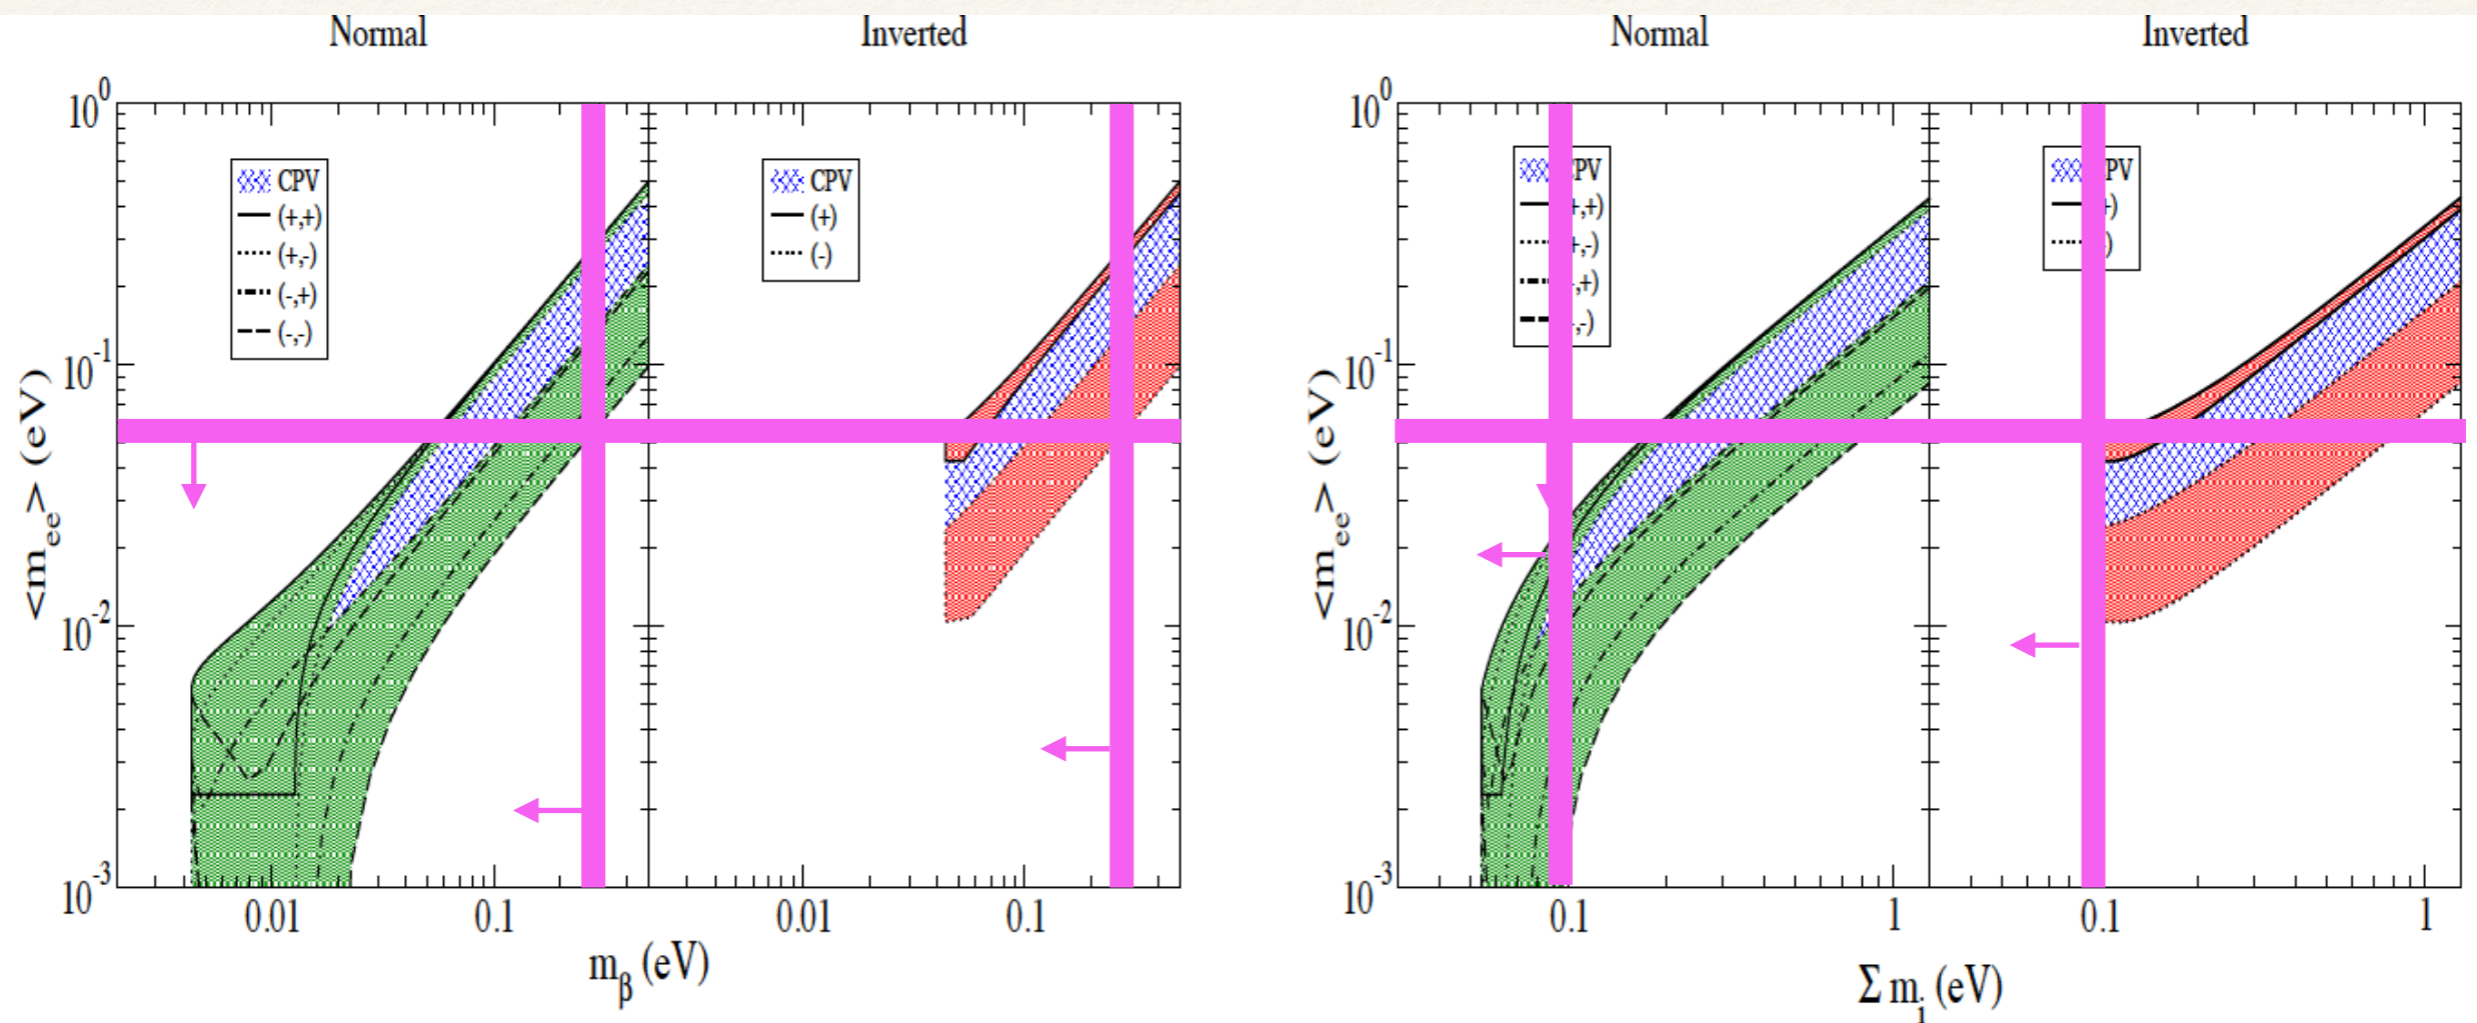 Normal
Inverted
10^0
10^-1
10^-2
10^-3
<m_ee> (eV)
CPV
(+,+)
(+,-)
(-,+)
(-,-)
CPV
(+)
(-)
0.01
0.1
0.01
0.1
m_β (eV)
Normal
Inverted
10^0
10^-1
10^-2
10^-3
<m_ee> (eV)
PV
+,+)
+,-)
,+)
,-)
PV
)
)
0.1
1
0.1
1
Σ m_i (eV)